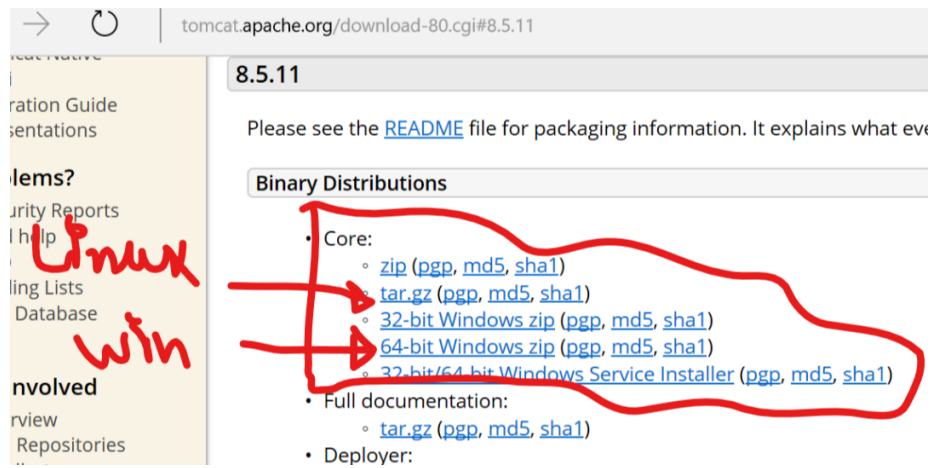 tomcat.apache.org/download-80.cgi#8.5.11
8.5.11
ration Guide
sentations
Please see the README file for packaging information. It explains what eve
lems?
Binary Distributions
urity Reports
help
Linux
ling Lists
Database
win
nvolved
rview
Repositories
• Core:
◦ zip (pgp, md5, sha1)
◦ tar.gz (pgp, md5, sha1)
◦ 32-bit Windows zip (pgp, md5, sha1)
◦ 64-bit Windows zip (pgp, md5, sha1)
◦ 32-bit/64-bit Windows Service Installer (pgp, md5, sha1)
• Full documentation:
◦ tar.gz (pgp, md5, sha1)
• Deployer: